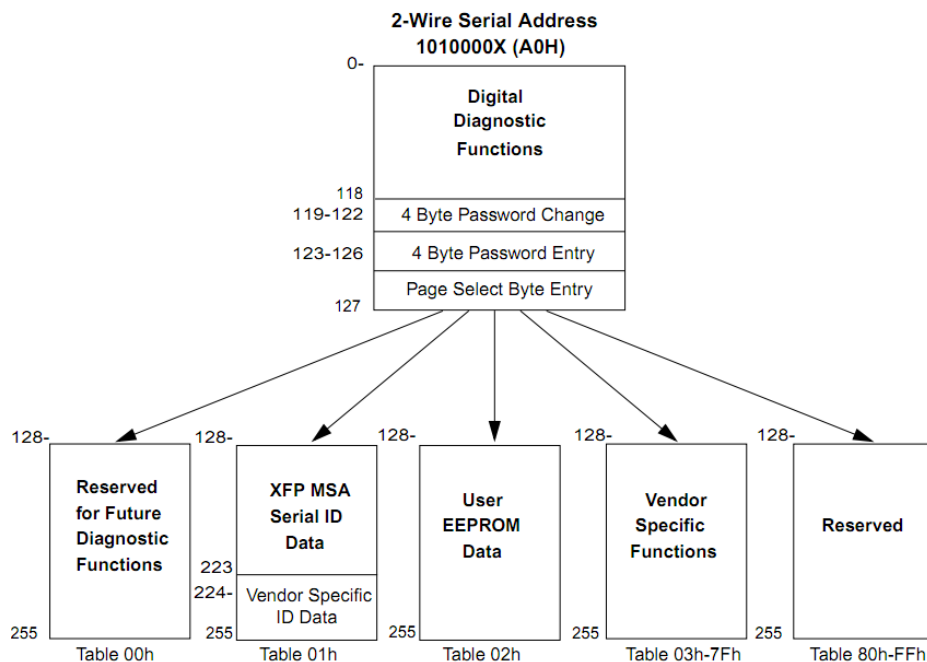 2-Wire Serial Address
1010000X (A0H)
0-
Digital
Diagnostic
Functions
118
119-122 4 Byte Password Change
123-126 4 Byte Password Entry
Page Select Byte Entry
127
128- 128- 128- 128- 128-
Reserved
for Future
Diagnostic
Functions
255
Table 00h
XFP MSA
Serial ID
Data
223
224-
Vendor Specific
ID Data
255
Table 01h
User
EEPROM
Data
255
Table 02h
Vendor
Specific
Functions
255
Table 03h-7Fh
Reserved
255
Table 80h-FFh